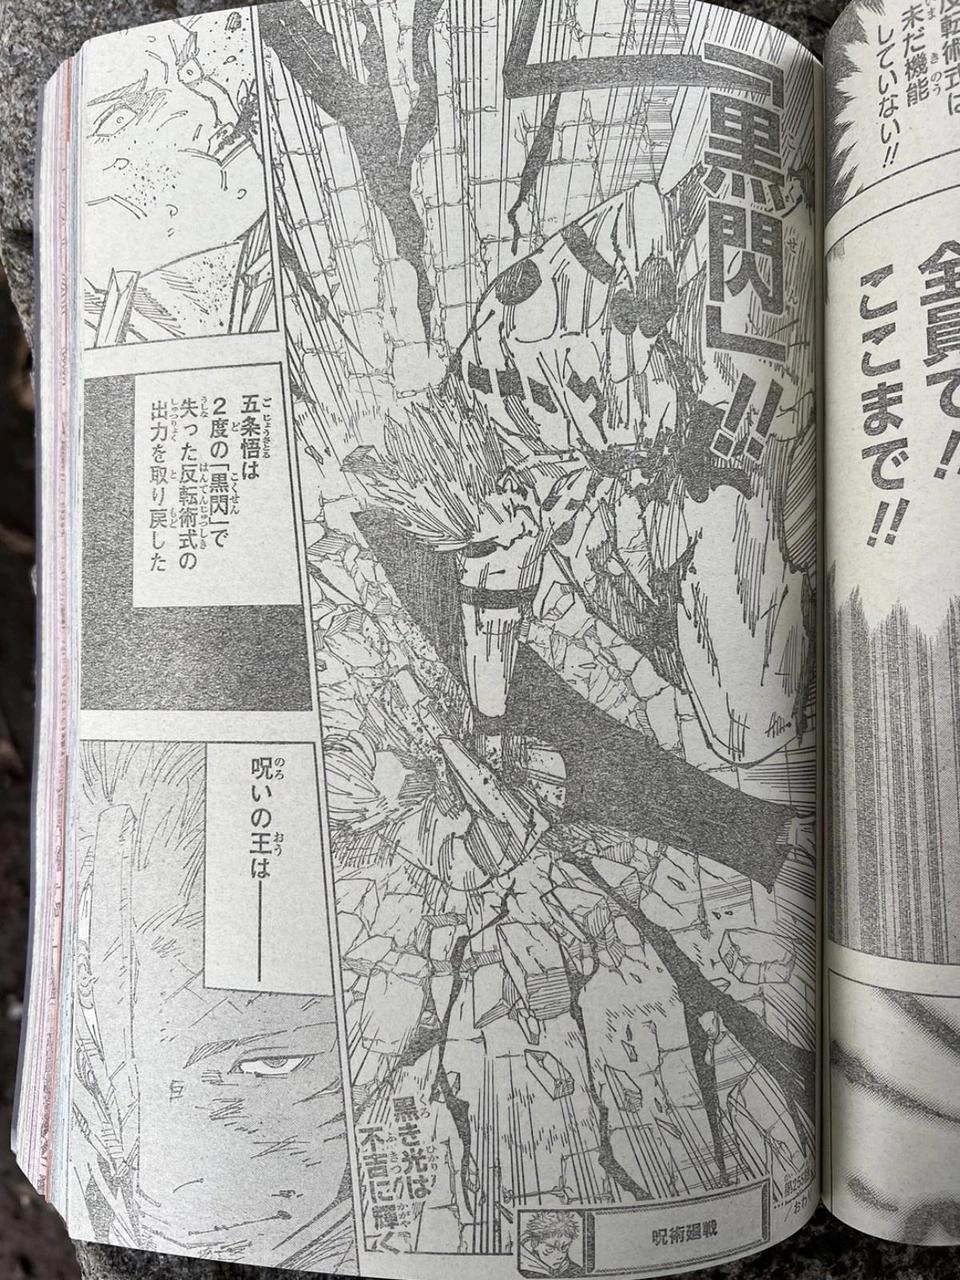 反転術式は
未だ機能
していない!!
全員で!!
ここまで!!
「黒閃」!!
五条悟は
2度の「黒閃」で
失った反転術式の
出力を取り戻した
呪いの王は――
黒き光は
不吉に輝く
呪術廻戦